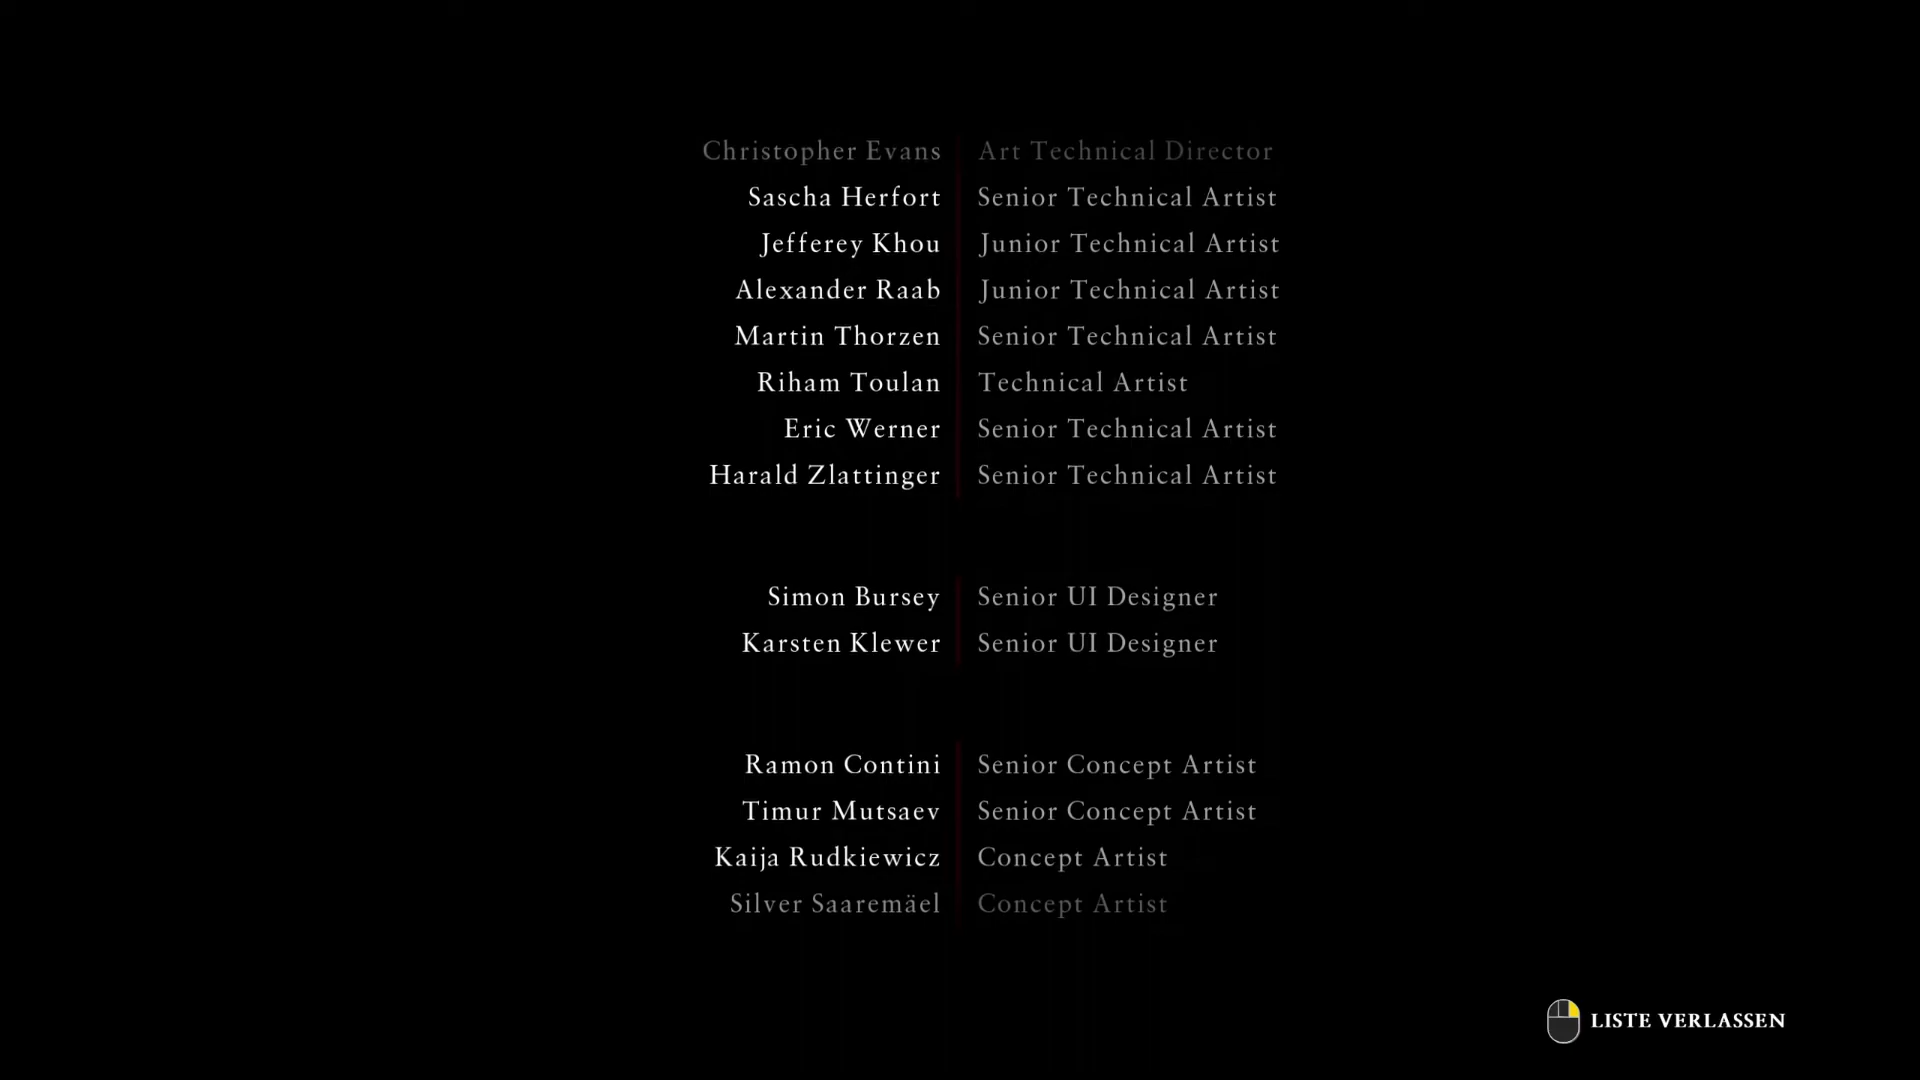 Christopher Evans Art Technical Director
Sascha Herfort Senior Technical Artist
Jefferey Khou Junior Technical Artist
Alexander Raab Junior Technical Artist
Martin Thorzen Senior Technical Artist
Riham Toulan Technical Artist
Eric Werner Senior Technical Artist
Harald Zlattinger Senior Technical Artist
Simon Bursey Senior UI Designer
Karsten Klewer Senior UI Designer
Ramon Contini Senior Concept Artist
Timur Mutsaev Senior Concept Artist
Kaija Rudkiewicz Concept Artist
Silver Saaremäel Concept Artist
LISTE VERLASSEN